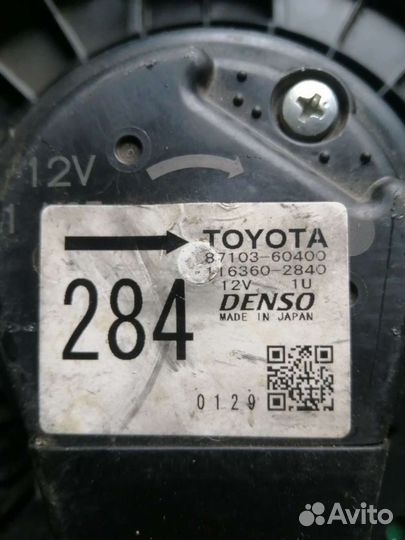 12V
TOYOTA
87103-60400
116360-2840
12V 1U
284
DENSO
MADE IN JAPAN
0129
Avito